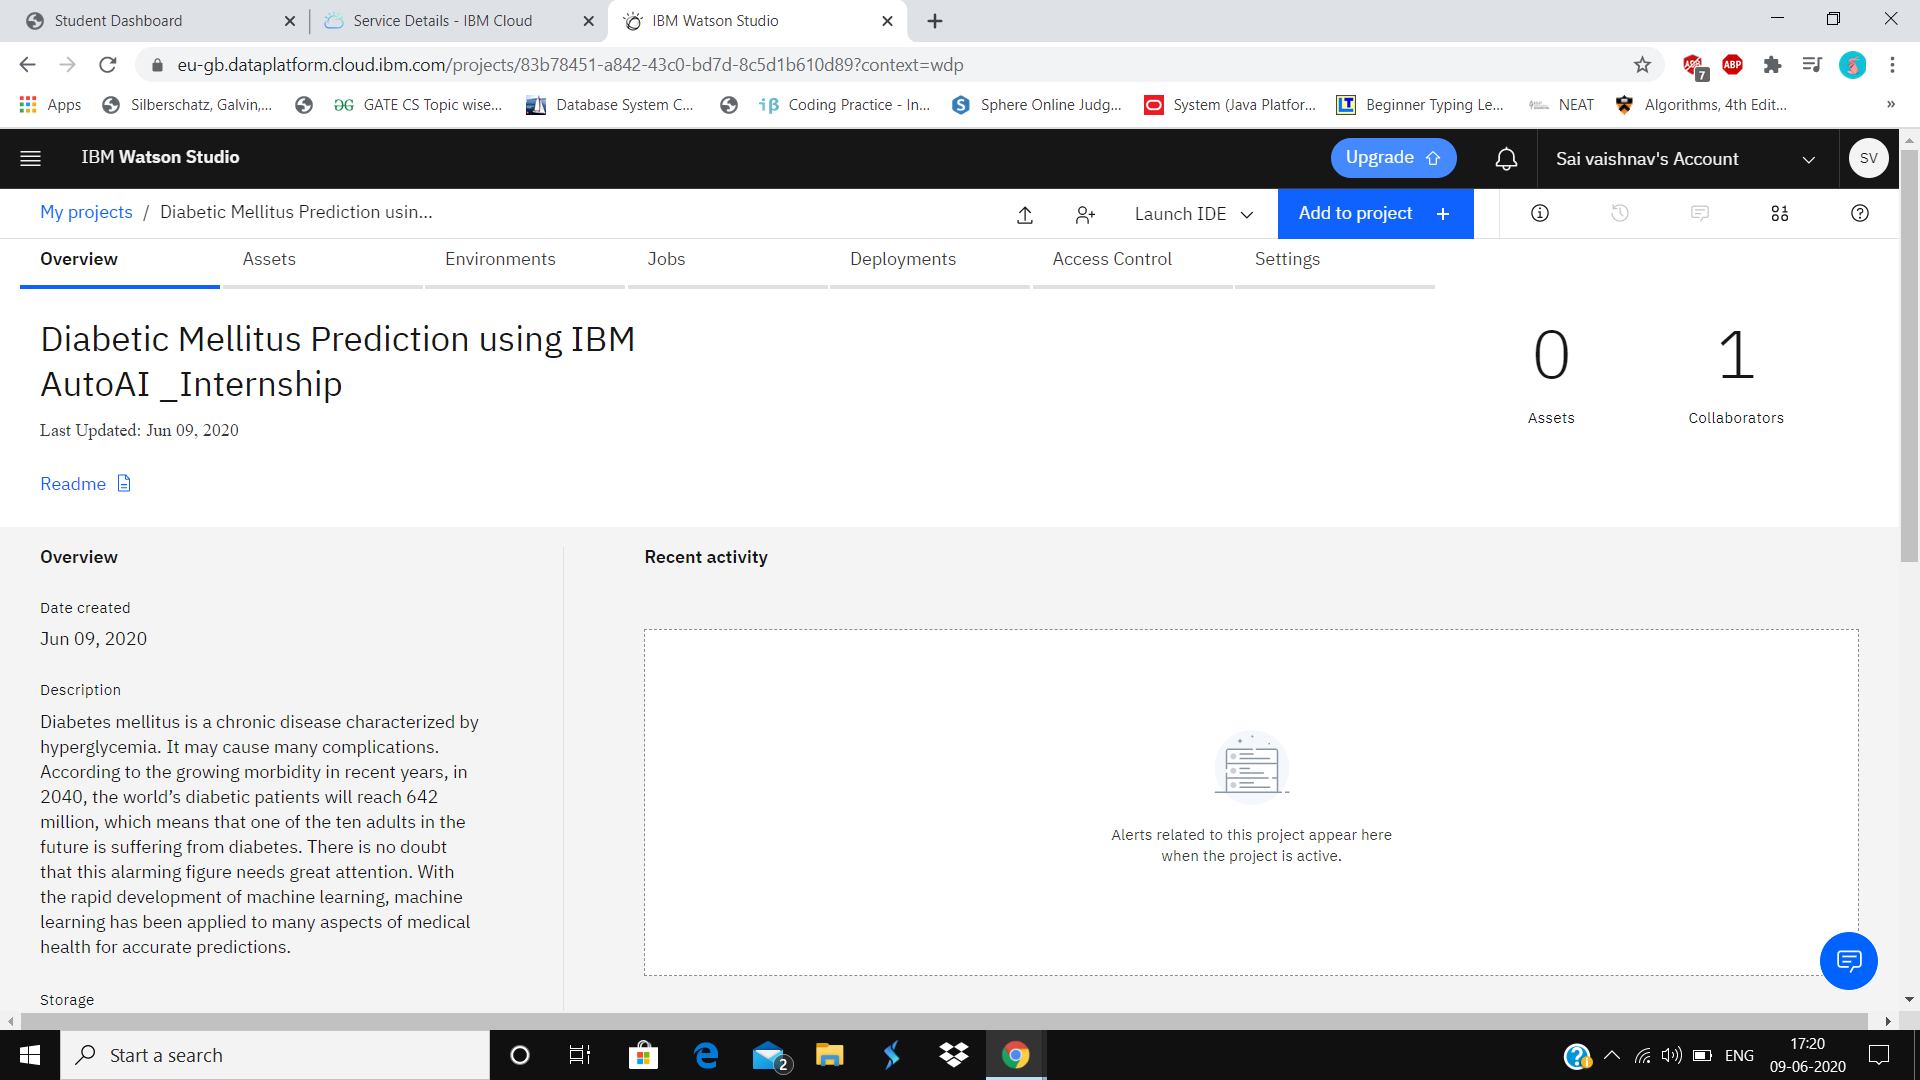 Student Dashboard
Service Details - IBM Cloud
IBM Watson Studio
eu-gb.dataplatform.cloud.ibm.com/projects/83b78451-a842-43c0-bd7d-8c5d1b610d89?context=wdp
7
ABP
Apps
Silberschatz, Galvin,...
GATE CS Topic wise...
Database System C...
iβ
Coding Practice - In...
S
Sphere Online Judg...
System (Java Platfor...
LT
Beginner Typing Le...
NEAT
Algorithms, 4th Edit...
»
IBM Watson Studio
Upgrade
Sai vaishnav's Account
SV
My projects / Diabetic Mellitus Prediction usin...
Launch IDE
Add to project +
Overview
Assets
Environments
Jobs
Deployments
Access Control
Settings
Diabetic Mellitus Prediction using IBM
AutoAI _Internship
Last Updated: Jun 09, 2020
Readme
0
Assets
1
Collaborators
Overview
Date created
Jun 09, 2020
Description
Diabetes mellitus is a chronic disease characterized by
hyperglycemia. It may cause many complications.
According to the growing morbidity in recent years, in
2040, the world’s diabetic patients will reach 642
million, which means that one of the ten adults in the
future is suffering from diabetes. There is no doubt
that this alarming figure needs great attention. With
the rapid development of machine learning, machine
learning has been applied to many aspects of medical
health for accurate predictions.
Storage
Recent activity
Alerts related to this project appear here
when the project is active.
Start a search
2
ENG
17:20
09-06-2020